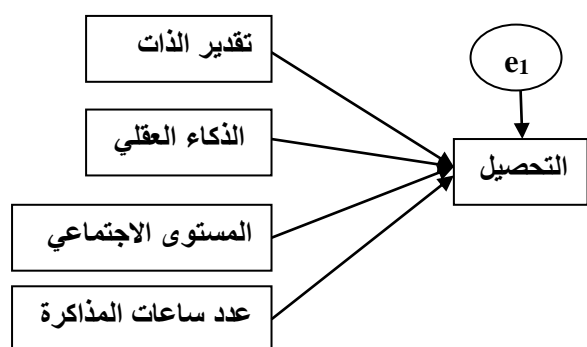 تقدير الذات
e1
الذكاء العقلي
التحصيل
المستوى الاجتماعي
عدد ساعات المذاكرة